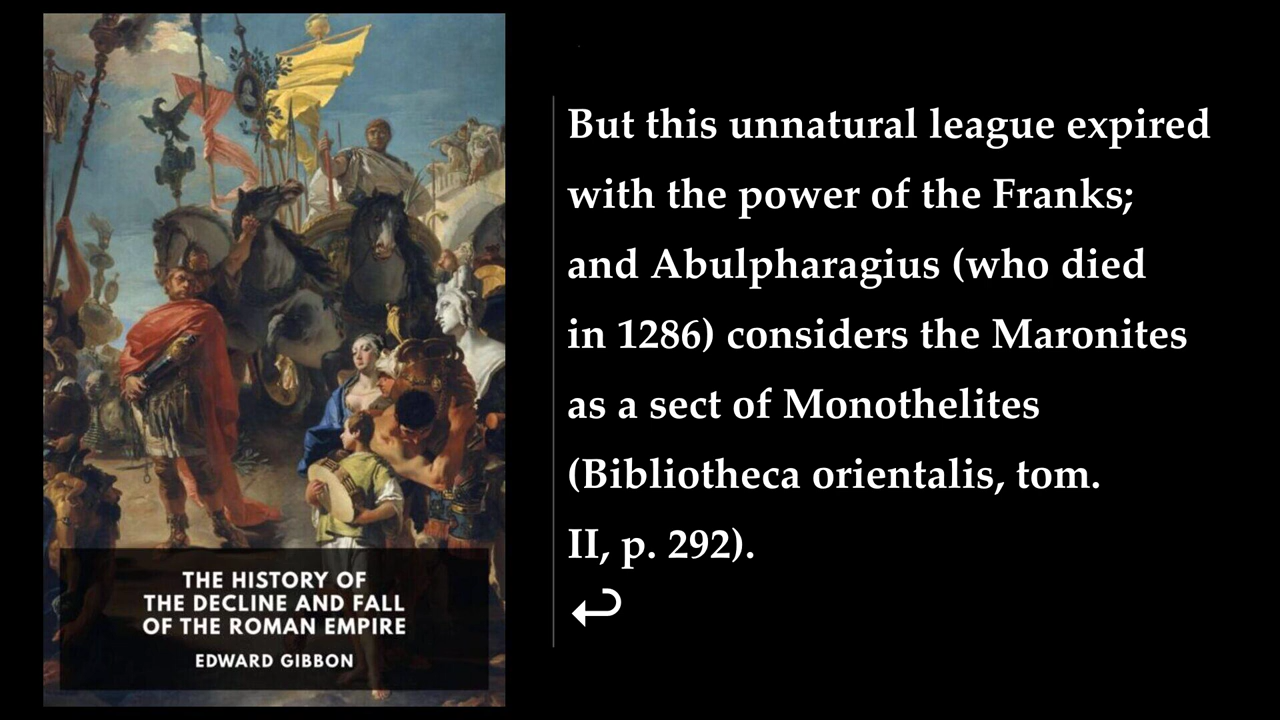 THE HISTORY OF
THE DECLINE AND FALL
OF THE ROMAN EMPIRE
EDWARD GIBBON
But this unnatural league expired
with the power of the Franks;
and Abulpharagius (who died
in 1286) considers the Maronites
as a sect of Monothelites
(Bibliotheca orientalis, tom.
II, p. 292).
↩